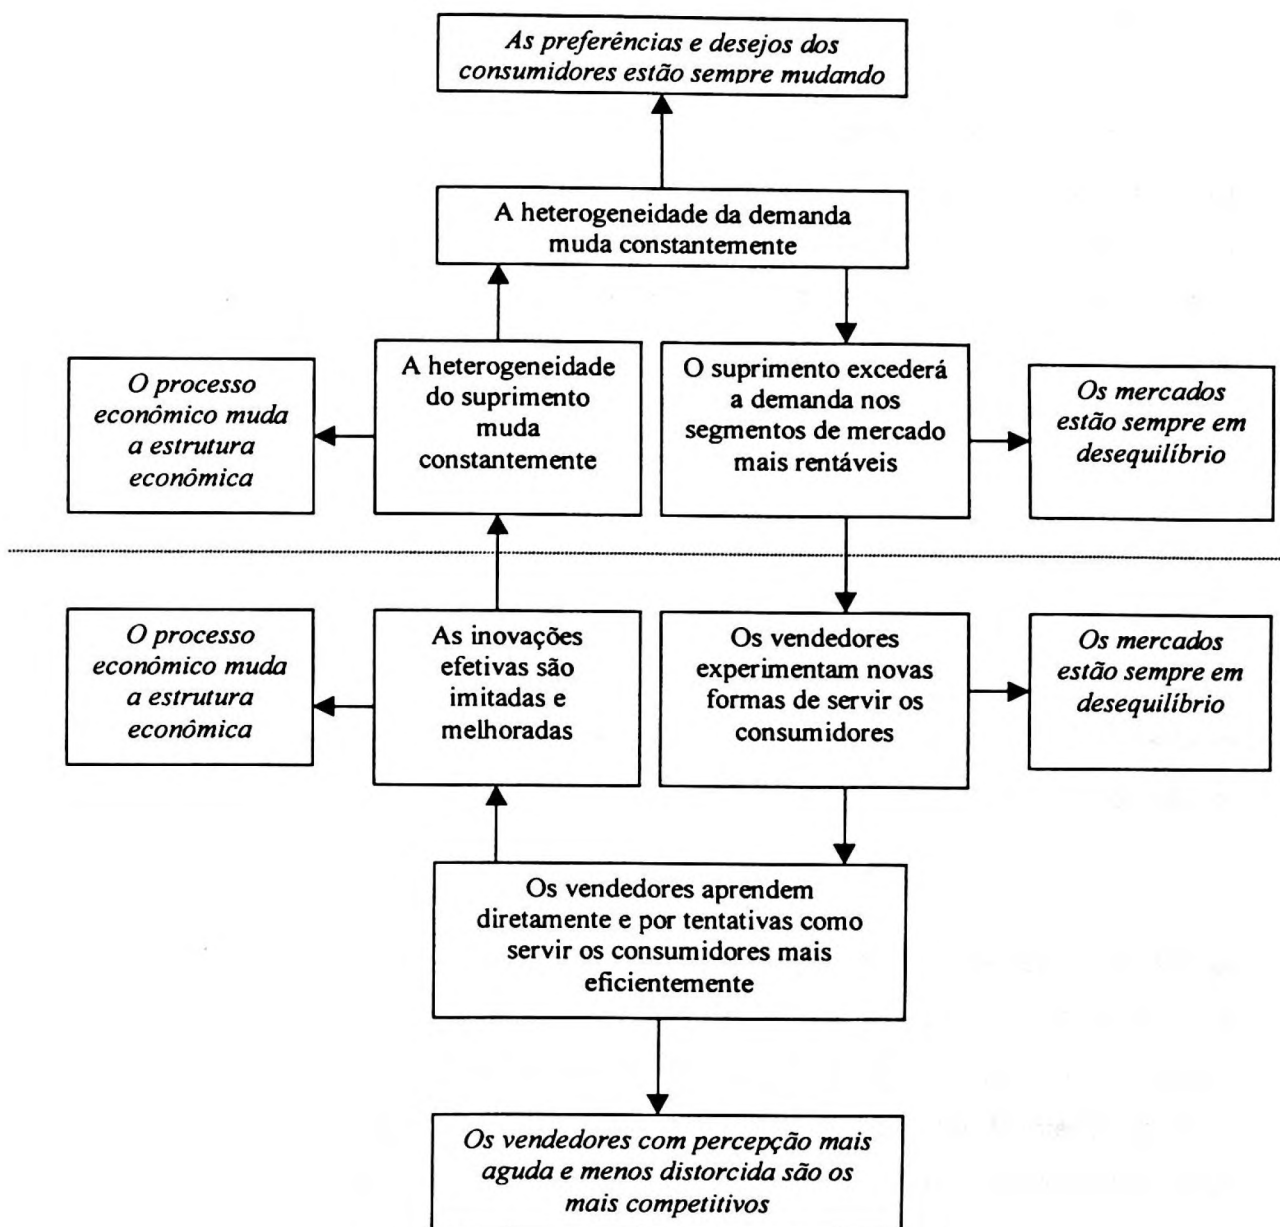 As preferências e desejos dos
consumidores estão sempre mudando
A heterogeneidade da demanda
muda constantemente
O processo
econômico muda
a estrutura
econômica
A heterogeneidade
do suprimento
muda
constantemente
O suprimento excederá
a demanda nos
segmentos de mercado
mais rentáveis
Os mercados
estão sempre em
desequilíbrio
O processo
econômico muda
a estrutura
econômica
As inovações
efetivas são
imitadas e
melhoradas
Os vendedores
experimentam novas
formas de servir os
consumidores
Os mercados
estão sempre em
desequilíbrio
Os vendedores aprendem
diretamente e por tentativas como
servir os consumidores mais
eficientemente
Os vendedores com percepção mais
aguda e menos distorcida são os
mais competitivos